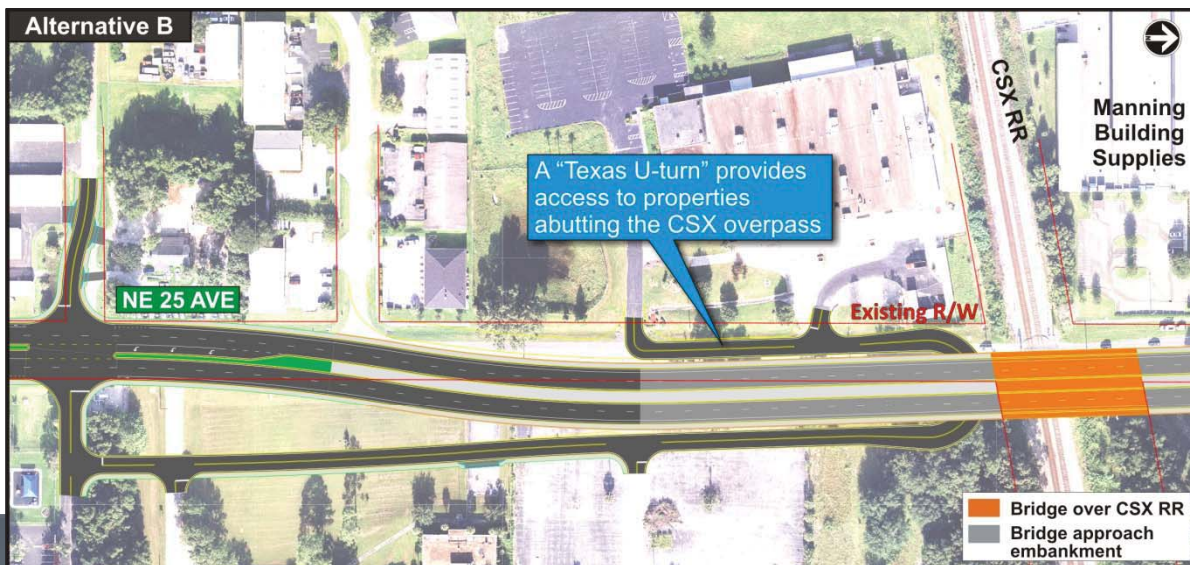 Alternative B
CSX RR
Manning
Building
Supplies
A “Texas U-turn” provides
access to properties
abutting the CSX overpass
NE 25 AVE
Existing R/W
Bridge over CSX RR
Bridge approach
embankment